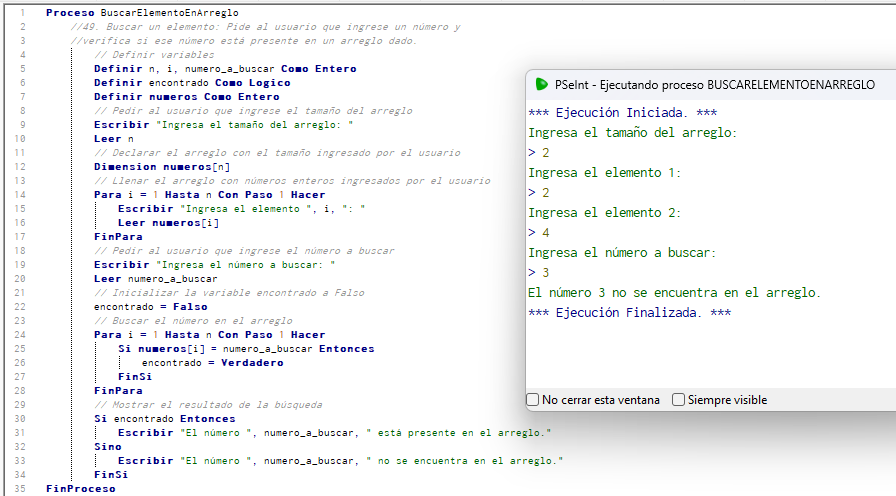 1 Proceso BuscarElementoEnArreglo
2 //49. Buscar un elemento: Pide al usuario que ingrese un número y
3 //verifica si ese número está presente en un arreglo dado.
4 // Definir variables
5 Definir n, i, numero_a_buscar Como Entero
6 Definir encontrado Como Logico
7 Definir numeros Como Entero
8 // Pedir al usuario que ingrese el tamaño del arreglo
9 Escribir "Ingresa el tamaño del arreglo: "
10 Leer n
11 // Declarar el arreglo con el tamaño ingresado por el usuario
12 Dimension numeros[n]
13 // Llenar el arreglo con números enteros ingresados por el usuario
14 Para i = 1 Hasta n Con Paso 1 Hacer
15 Escribir "Ingresa el elemento ", i, ": "
16 Leer numeros[i]
17 FinPara
18 // Pedir al usuario que ingrese el número a buscar
19 Escribir "Ingresa el número a buscar: "
20 Leer numero_a_buscar
21 // Inicializar la variable encontrado a Falso
22 encontrado = Falso
23 // Buscar el número en el arreglo
24 Para i = 1 Hasta n Con Paso 1 Hacer
25 Si numeros[i] = numero_a_buscar Entonces
26 encontrado = Verdadero
27 FinSi
28 FinPara
29 // Mostrar el resultado de la búsqueda
30 Si encontrado Entonces
31 Escribir "El número ", numero_a_buscar, " está presente en el arreglo."
32 Sino
33 Escribir "El número ", numero_a_buscar, " no se encuentra en el arreglo."
34 FinSi
35 FinProceso
PSeInt - Ejecutando proceso BUSCARELEMENTOENARREGLO
*** Ejecución Iniciada. ***
Ingresa el tamaño del arreglo:
> 2
Ingresa el elemento 1:
> 2
Ingresa el elemento 2:
> 4
Ingresa el número a buscar:
> 3
El número 3 no se encuentra en el arreglo.
*** Ejecución Finalizada. ***
No cerrar esta ventana Siempre visible